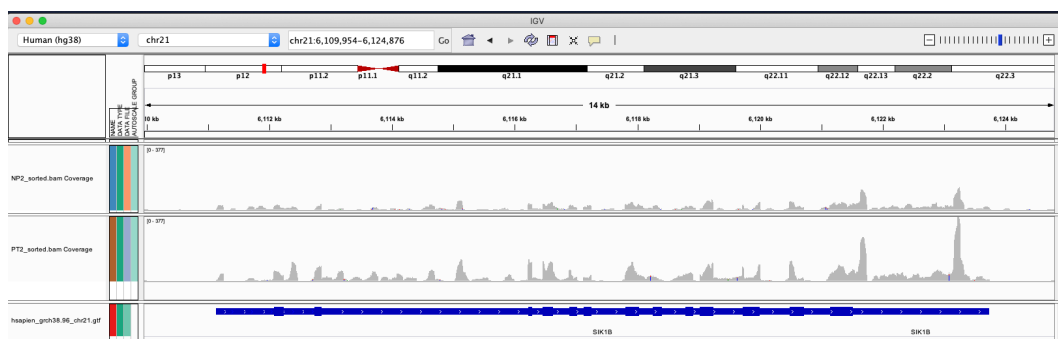 IGV
Human (hg38) chr21 chr21:6,109,954-6,124,876 Go
p13 p12 p11.2 p11.1 q11.2 q21.1 q21.2 q21.3 q22.11 q22.12 q22.13 q22.2 q22.3
NAME
DATA TYPE
DATA FILE
AUTOSCALE GROUP
14 kb
10 kb 6,112 kb 6,114 kb 6,116 kb 6,118 kb 6,120 kb 6,122 kb 6,124 kb
[0 - 377]
NP2_sorted.bam Coverage
[0 - 377]
PT2_sorted.bam Coverage
hsapien_grch38.96_chr21.gtf
SIK1B SIK1B